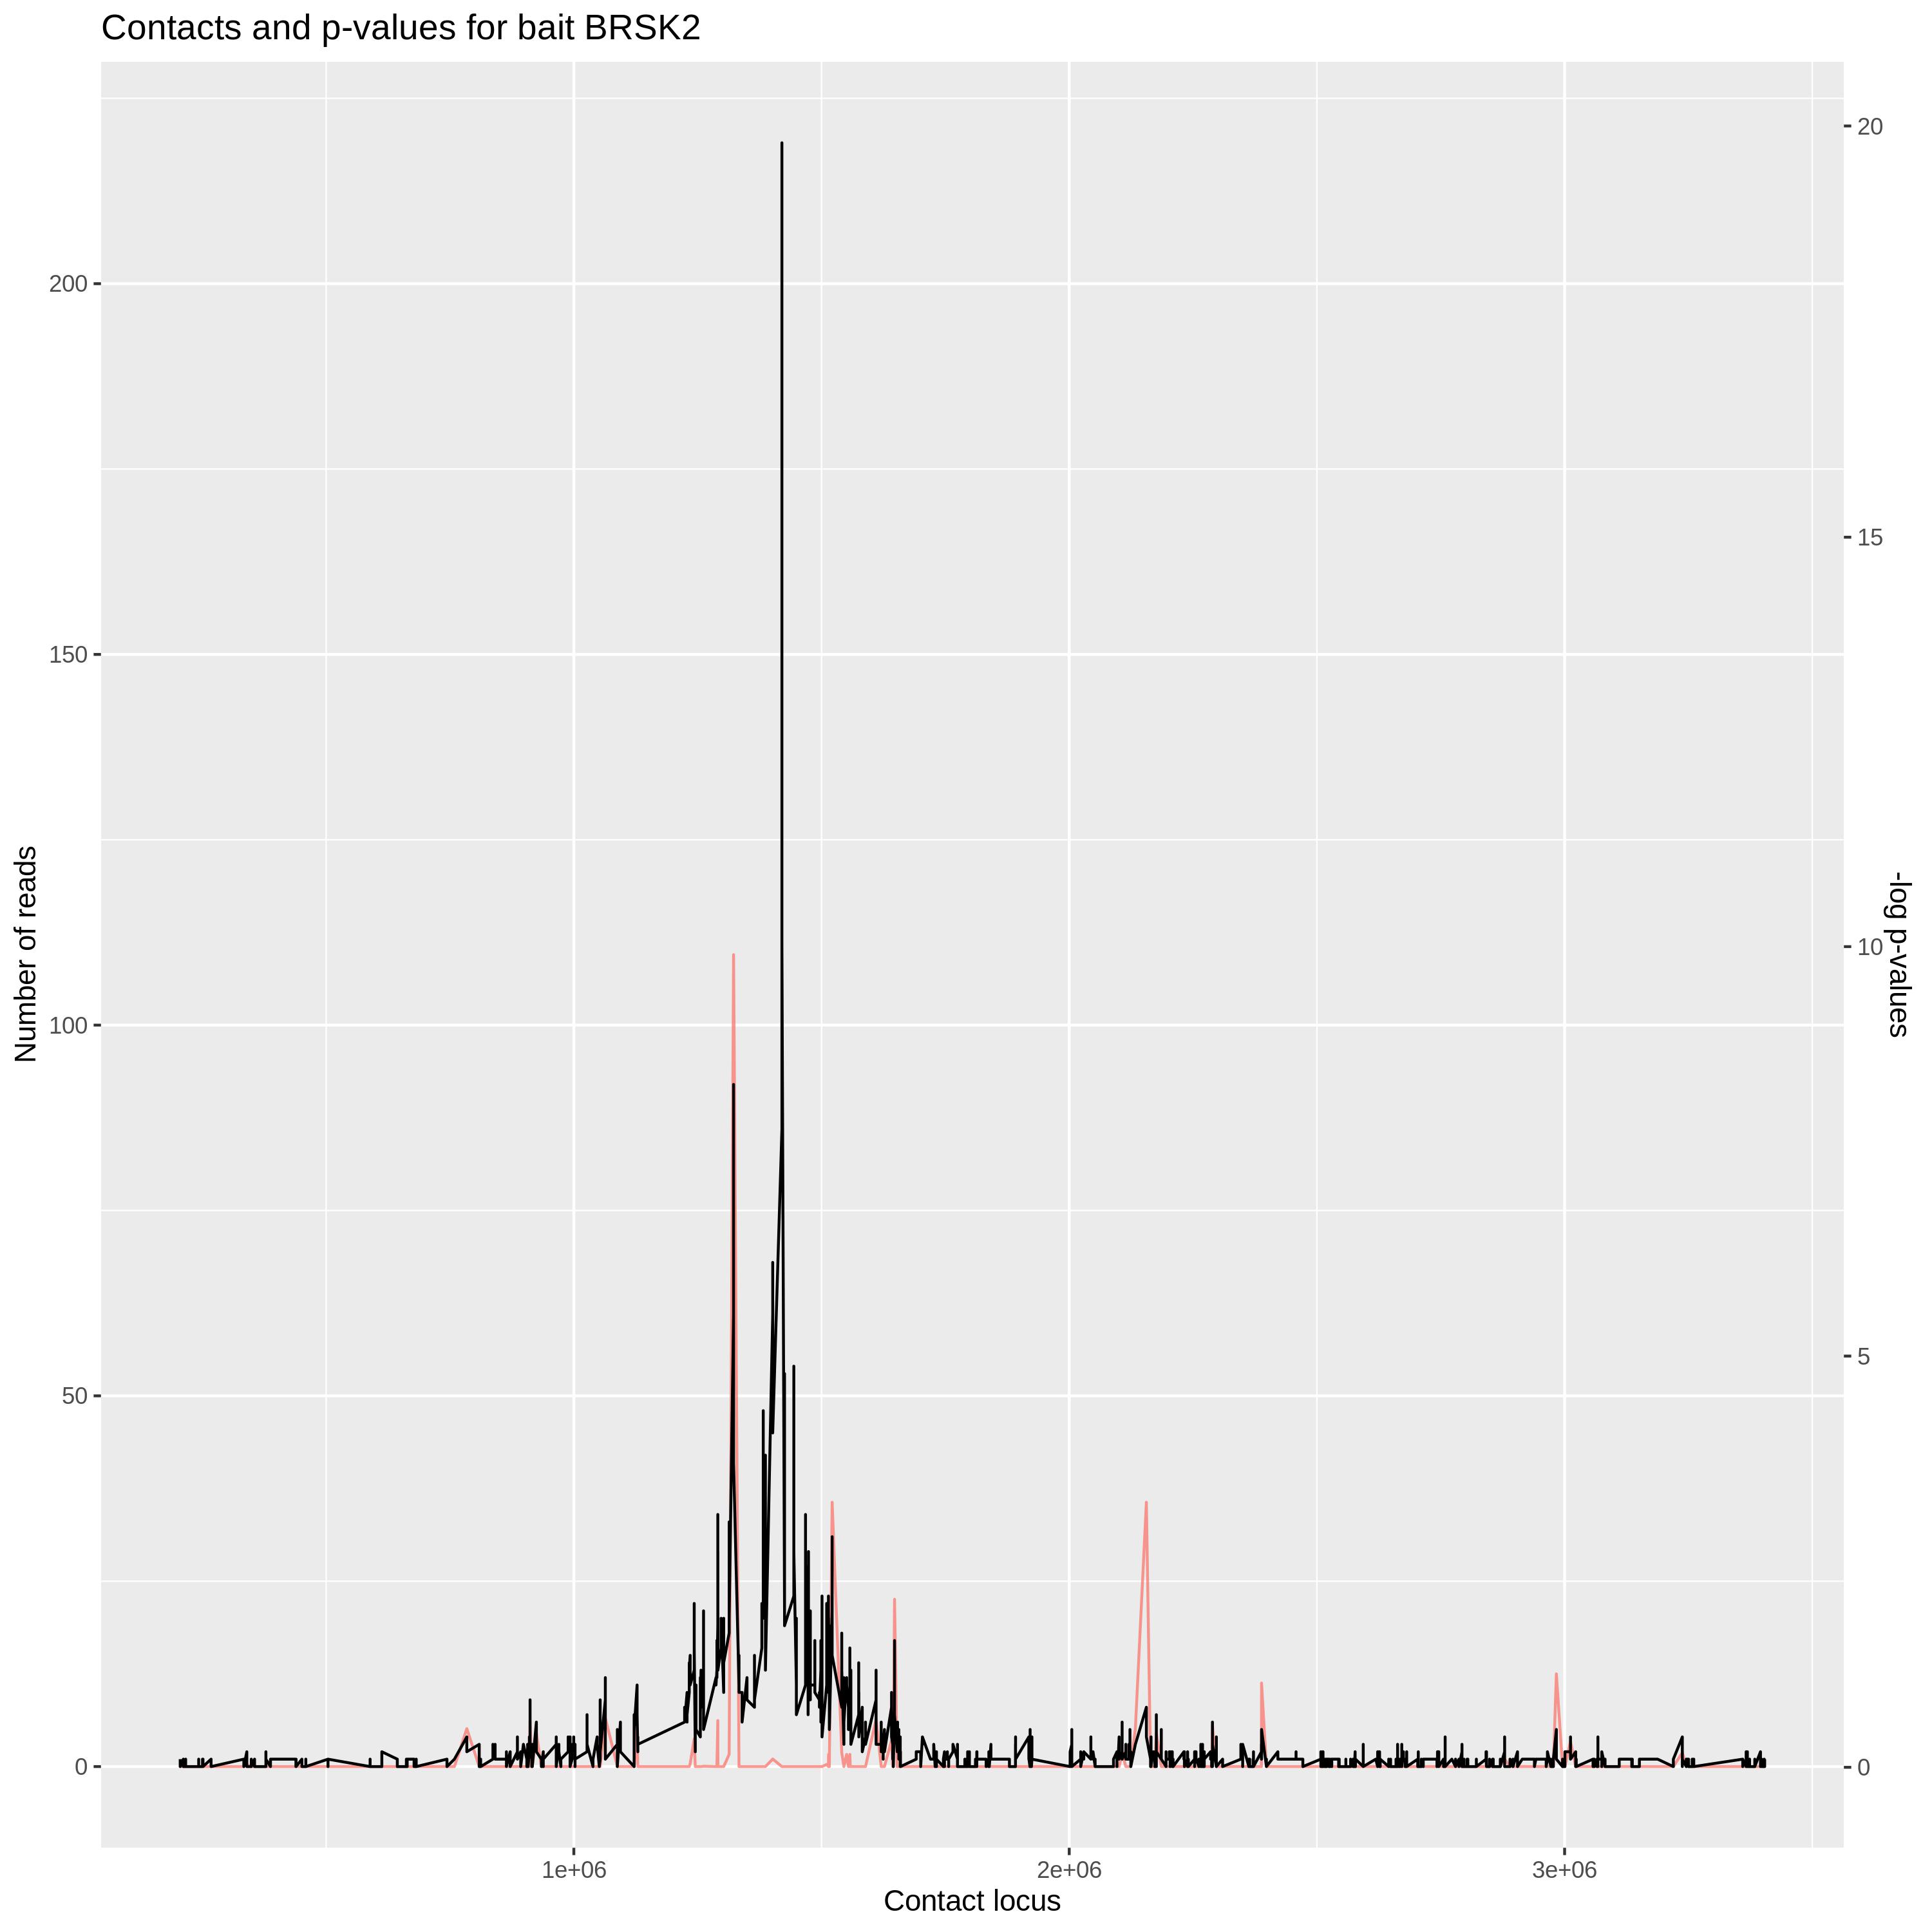 Contacts and p-values for bait BRSK2
Number of reads
200
150
100
50
0
20
15
10
5
0
-log p-values
1e+06
2e+06
3e+06
Contact locus